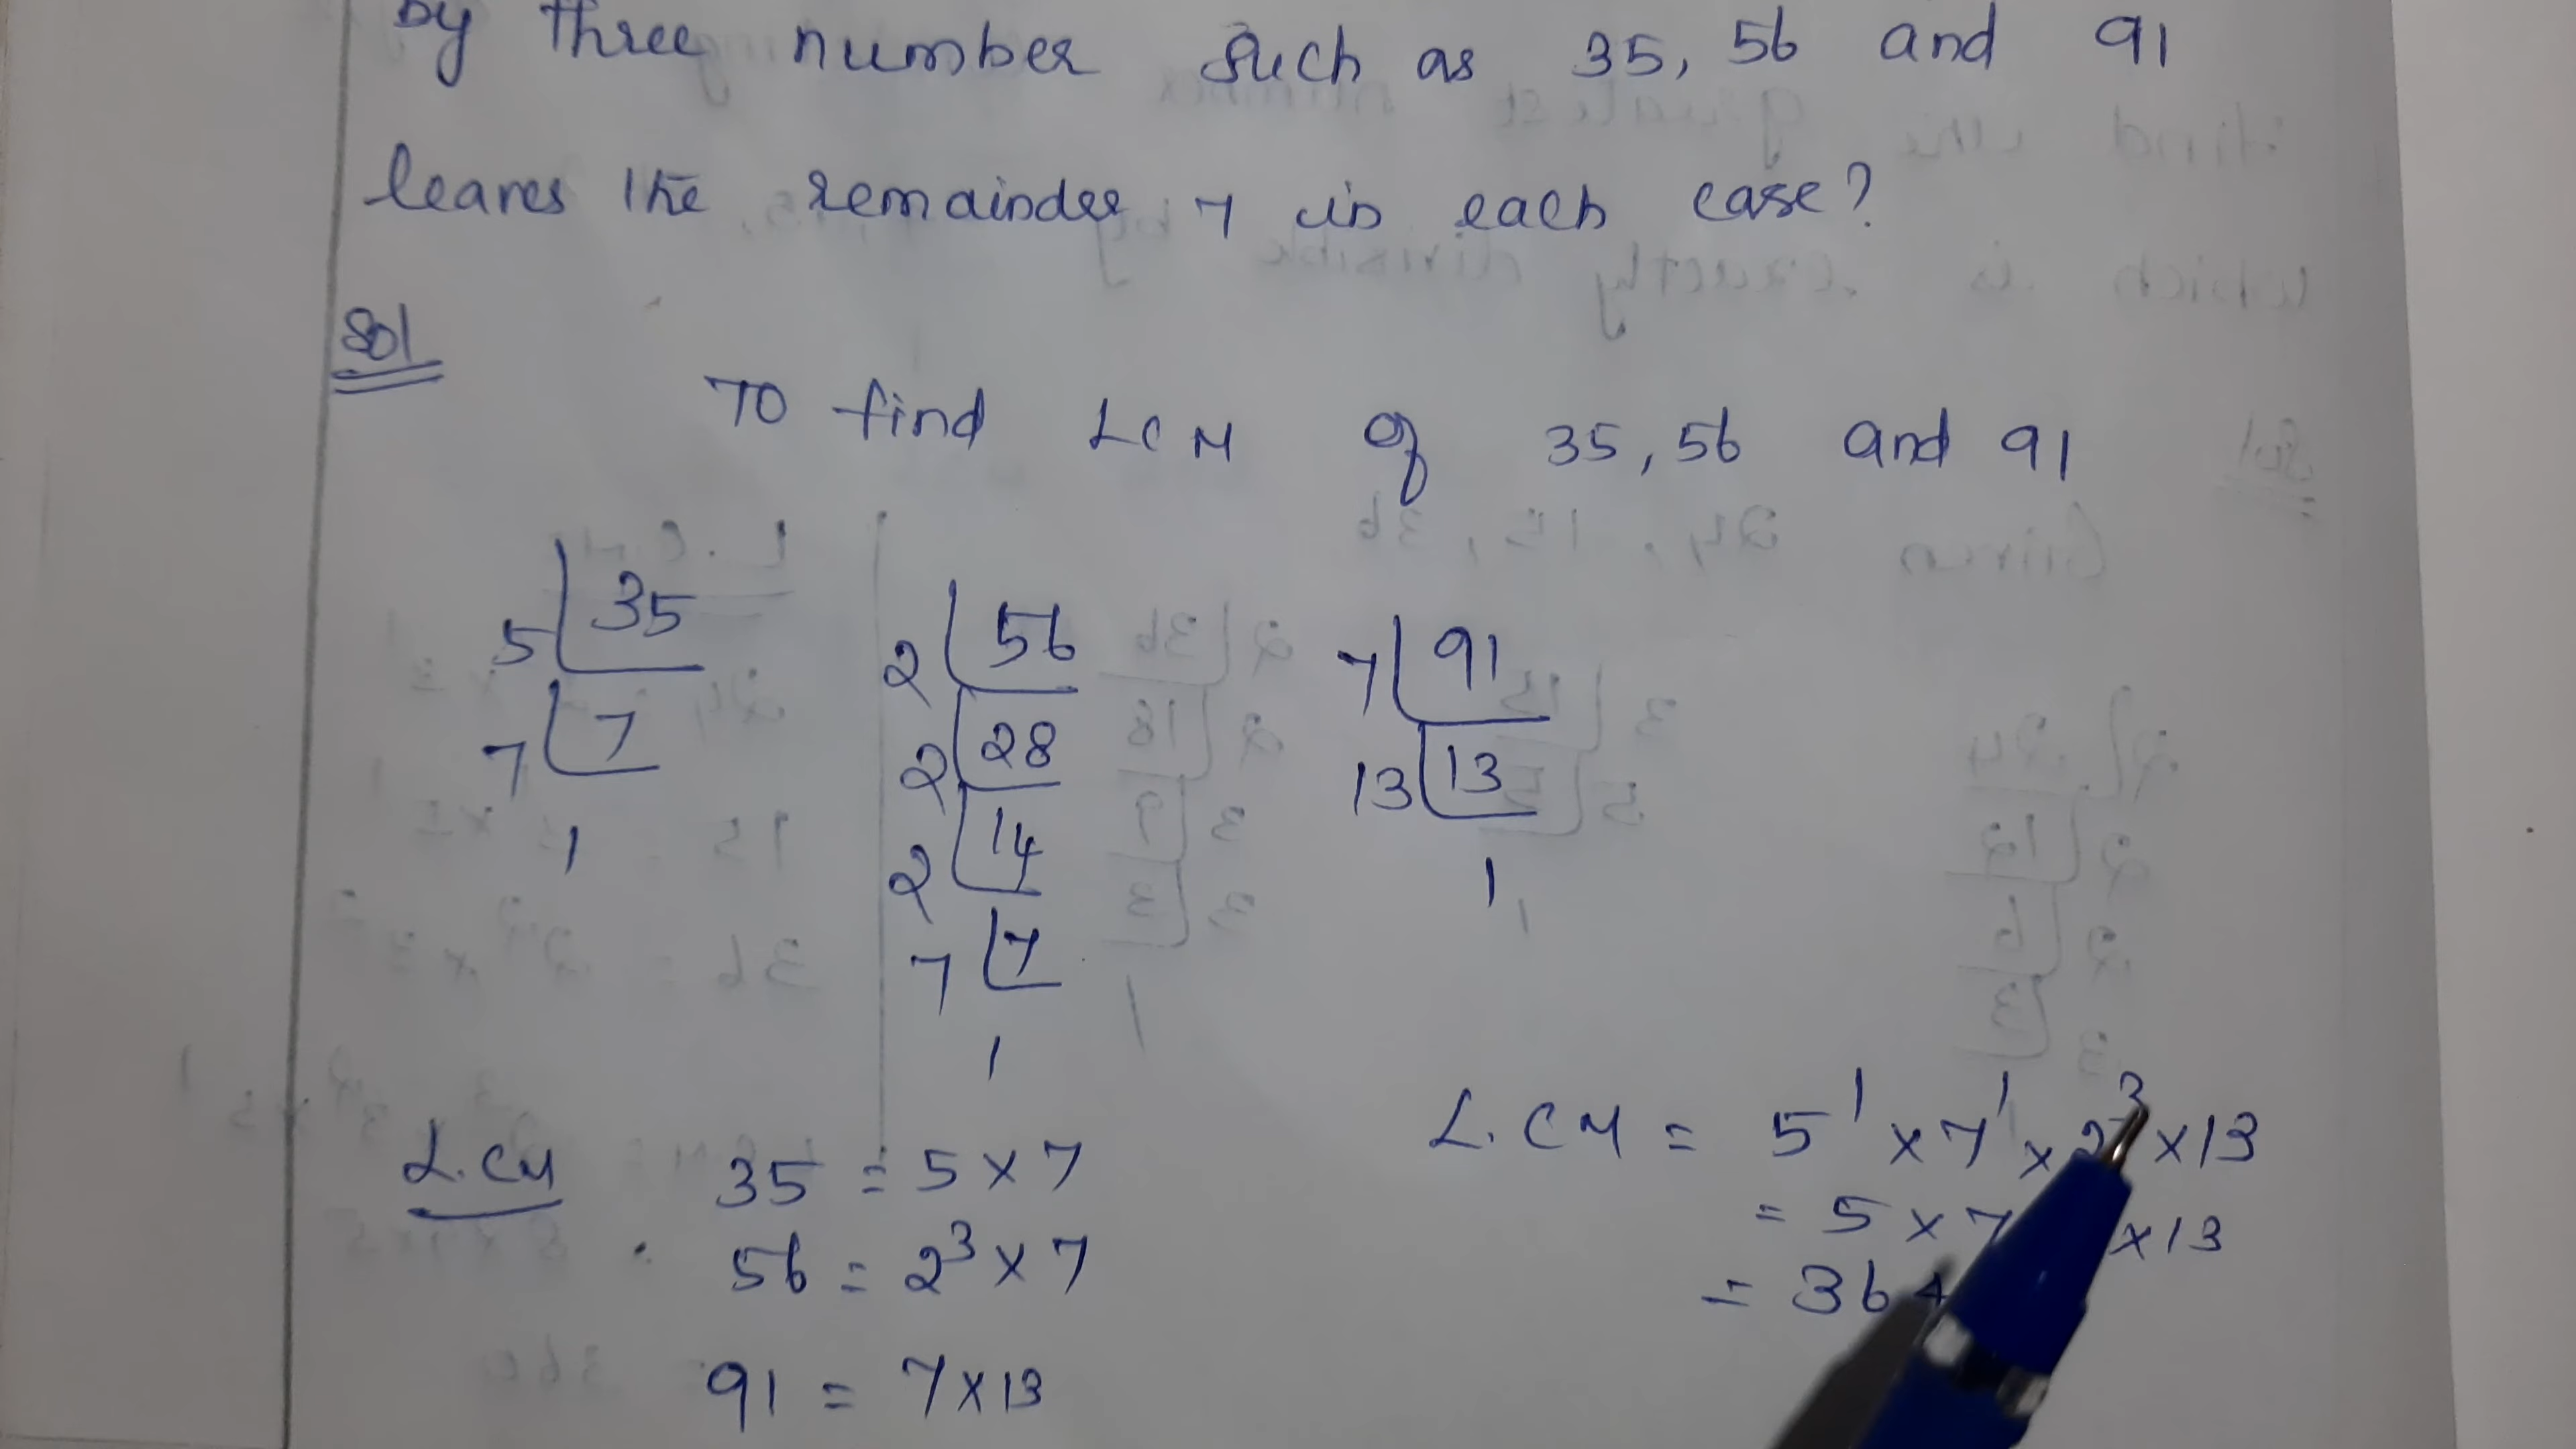 by three number such as 35, 56 and 91
leaves the remainder 7 in each case?
Sol
To find LCM of 35, 56 and 91
5 35
7 7
1
2 56
2 28
2 14
7 7
1
7 91
13 13
1
L.CM
35 = 5 × 7
56 = 2³ × 7
91 = 7 × 13
L.CM = 5¹ × 7¹ × 2³ × 13
= 5 × 7 × 13
= 364